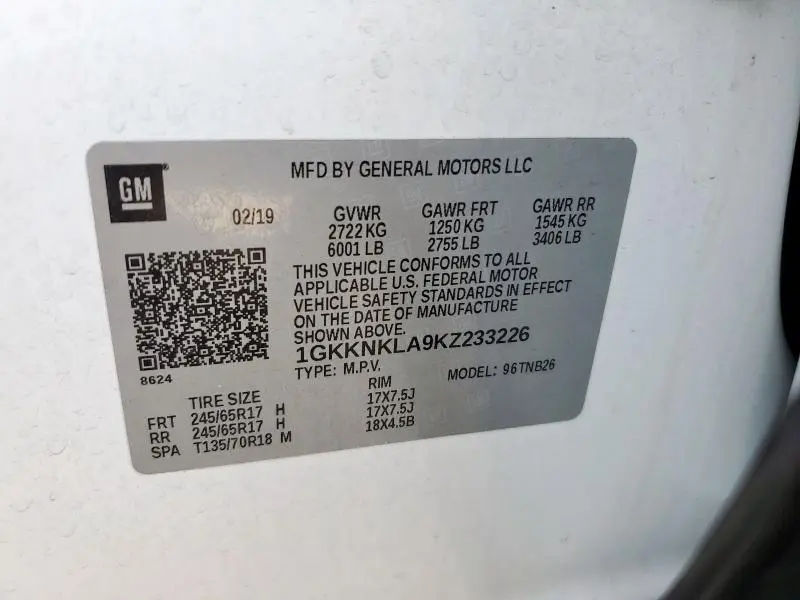 GM
MFD BY GENERAL MOTORS LLC
02/19
GVWR GAWR FRT GAWR RR
2722 KG 1250 KG 1545 KG
6001 LB 2755 LB 3406 LB
THIS VEHICLE CONFORMS TO ALL
APPLICABLE U.S. FEDERAL MOTOR
VEHICLE SAFETY STANDARDS IN EFFECT
ON THE DATE OF MANUFACTURE
SHOWN ABOVE.
1GKKNKLA9KZ233226
TYPE: M.P.V. MODEL: 96TNB26
8624
TIRE SIZE RIM
FRT 245/65R17 H 17X7.5J
RR 245/65R17 H 17X7.5J
SPA T135/70R18 M 18X4.5B